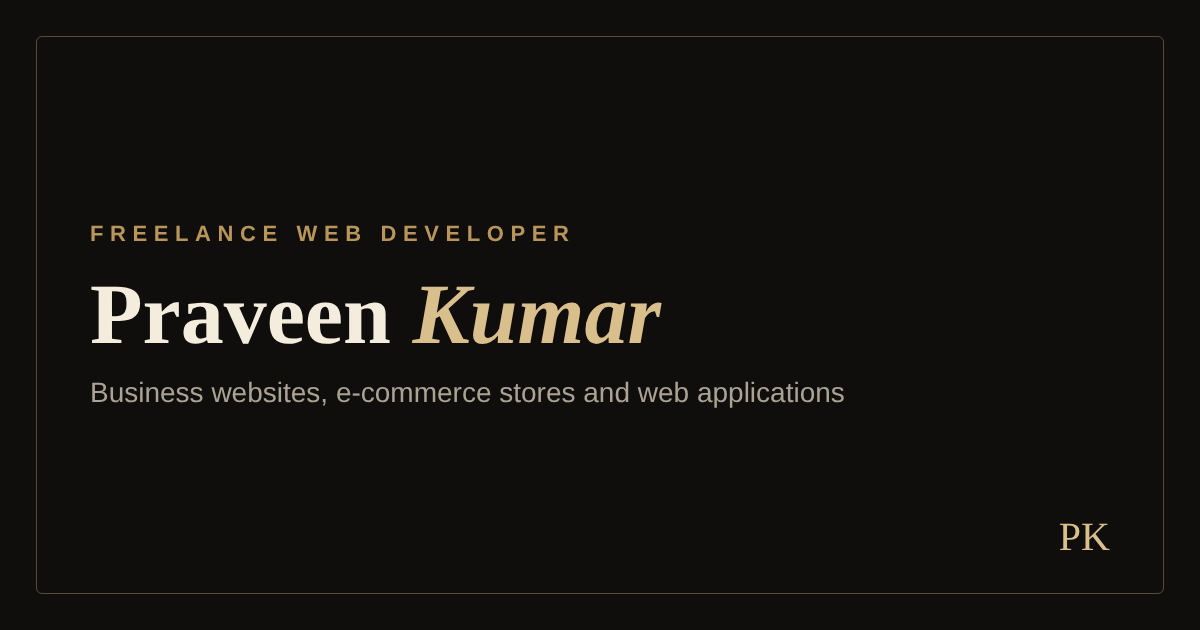 FREELANCE WEB DEVELOPER
Praveen Kumar
Business websites, e-commerce stores and web applications
PK